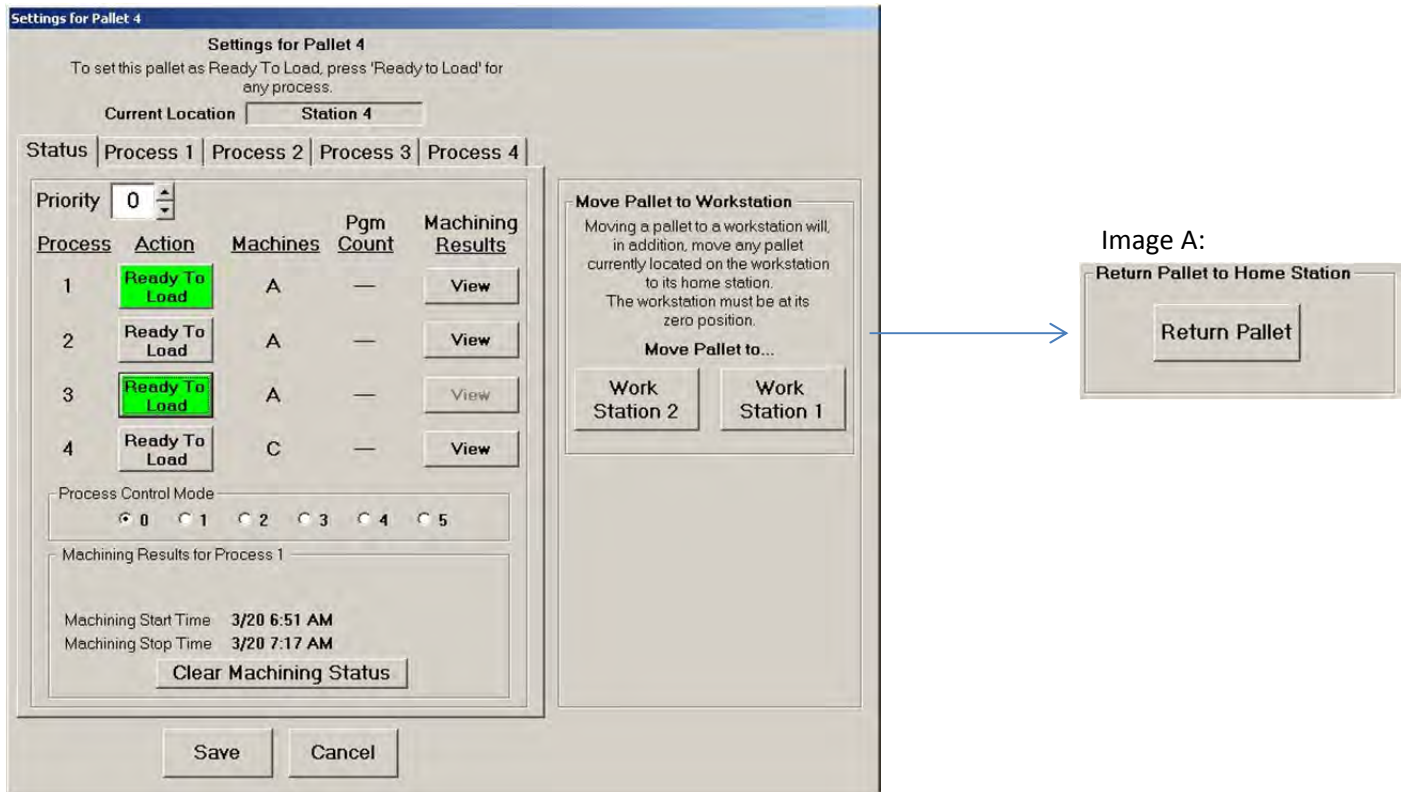 Settings for Pallet 4
Settings for Pallet 4
To set this pallet as Ready To Load, press 'Ready to Load' for
any process.
Current Location Station 4
Status Process 1 Process 2 Process 3 Process 4
Priority 0
Process Action Machines Pgm Count Machining Results
1 Ready To Load A — View
2 Ready To Load A — View
3 Ready To Load A — View
4 Ready To Load C — View
Process Control Mode
0 1 2 3 4 5
Machining Results for Process 1
Machining Start Time 3/20 6:51 AM
Machining Stop Time 3/20 7:17 AM
Clear Machining Status
Save Cancel
Move Pallet to Workstation
Moving a pallet to a workstation will,
in addition, move any pallet
currently located on the workstation
to its home station.
The workstation must be at its
zero position.
Move Pallet to...
Work Station 2 Work Station 1
Image A:
Return Pallet to Home Station
Return Pallet